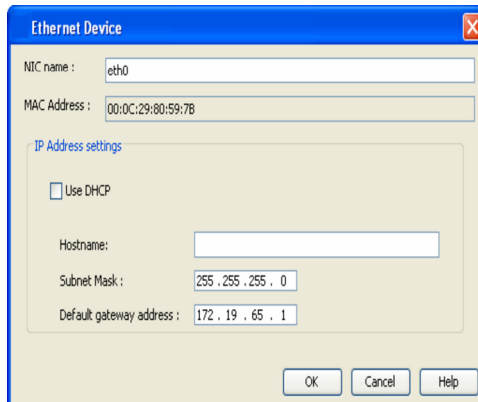 Ethernet Device
NIC name : eth0
MAC Address : 00:0C:29:80:59:7B
IP Address settings
Use DHCP
Hostname:
Subnet Mask : 255 . 255 . 255 . 0
Default gateway address : 172 . 19 . 65 . 1
OK Cancel Help